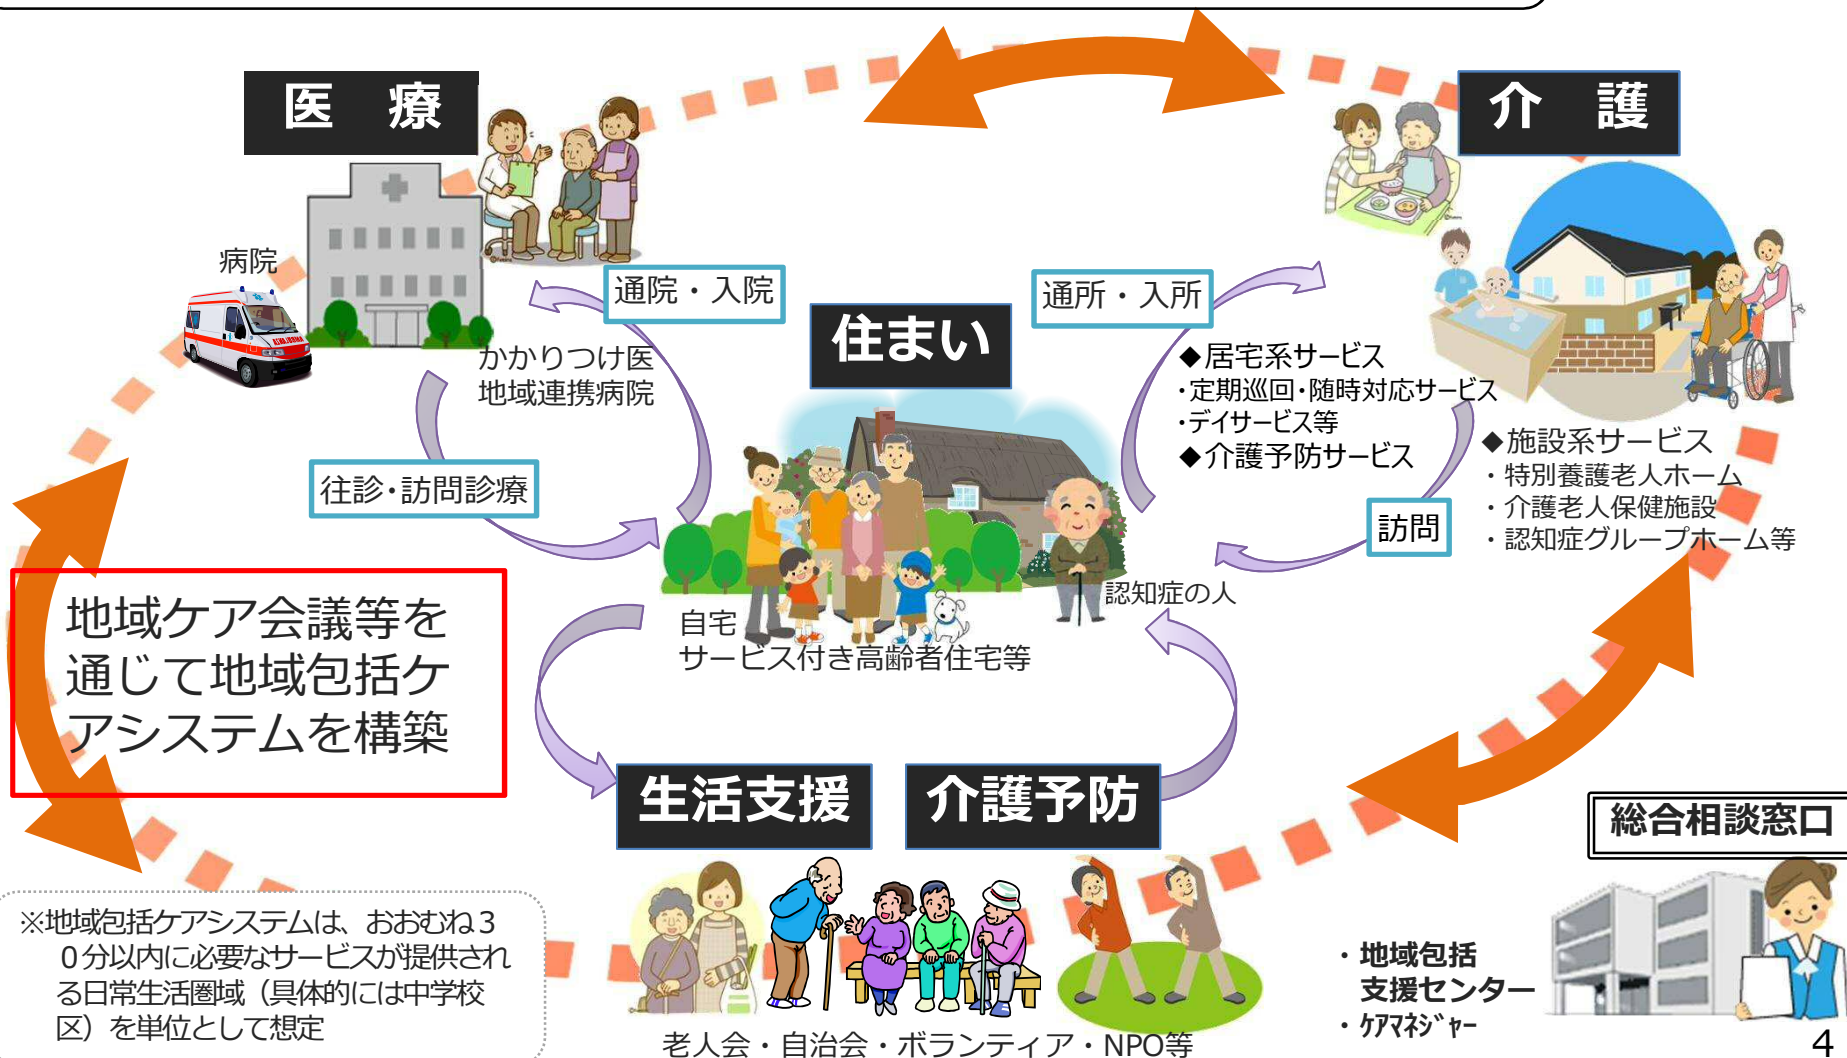 医　療
介　護
病院
通院・入院
通所・入所
住まい
かかりつけ医
地域連携病院
◆居宅系サービス
・定期巡回・随時対応サービス
・デイサービス等
◆介護予防サービス
◆施設系サービス
・特別養護老人ホーム
・介護老人保健施設
・認知症グループホーム等
往診・訪問診療
訪問
認知症の人
自宅
サービス付き高齢者住宅等
地域ケア会議等を
通じて地域包括ケ
アシステムを構築
生活支援
介護予防
総合相談窓口
※地域包括ケアシステムは、おおむね３
０分以内に必要なサービスが提供され
る日常生活圏域（具体的には中学校
区）を単位として想定
・地域包括
支援センター
・ｹｱﾏﾈｼﾞｬｰ
老人会・自治会・ボランティア・NPO等
4